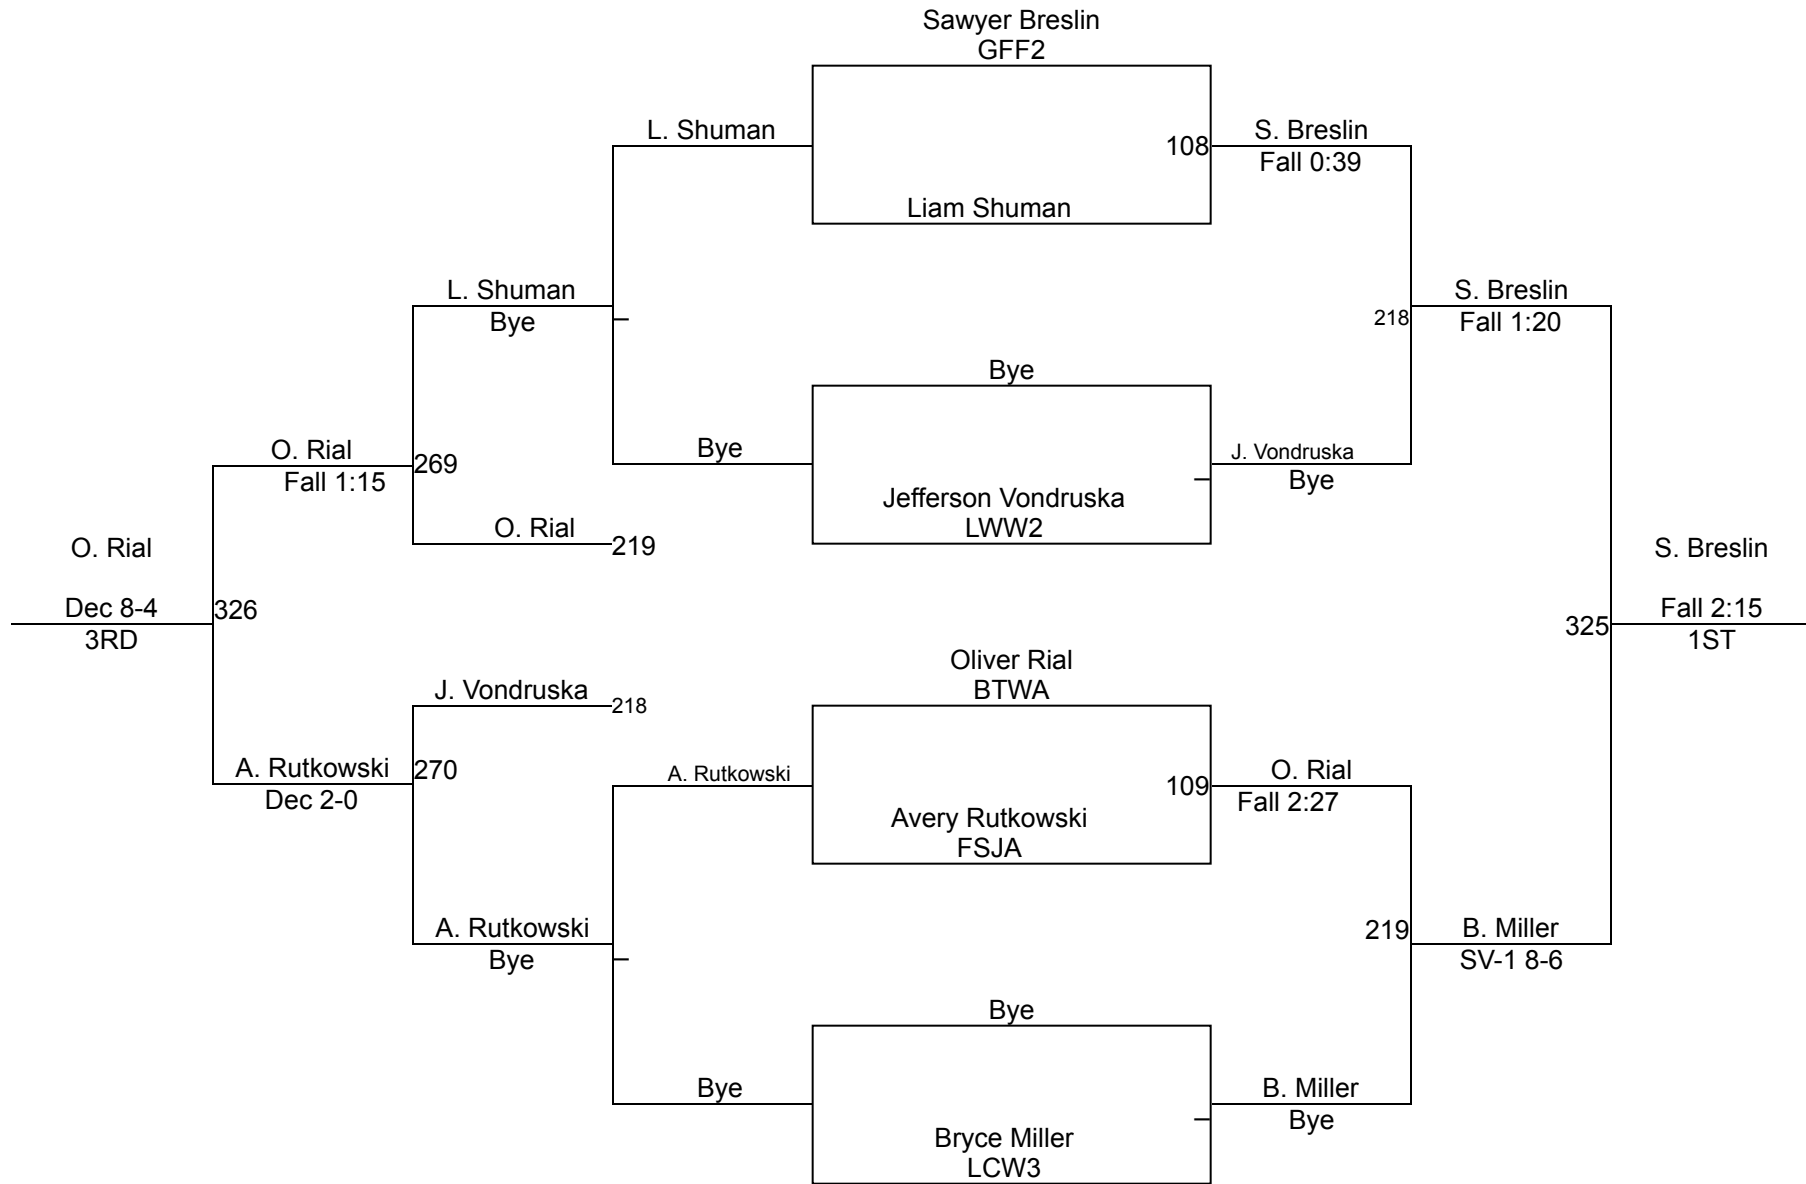 Sawyer Breslin
GFF2
L. Shuman
108
S. Breslin
Fall 0:39
Liam Shuman
L. Shuman
Bye
S. Breslin
Fall 1:20
218
Bye
Bye
J. Vondruska
Bye
Jefferson Vondruska
LWW2
O. Rial
Fall 1:15
269
O. Rial
219
O. Rial
Dec 8-4
3RD
326
S. Breslin
Fall 2:15
1ST
325
Oliver Rial
BTWA
J. Vondruska
218
A. Rutkowski
Dec 2-0
270
A. Rutkowski
109
O. Rial
Fall 2:27
Avery Rutkowski
FSJA
A. Rutkowski
Bye
219
B. Miller
SV-1 8-6
Bye
Bye
B. Miller
Bye
Bryce Miller
LCW3